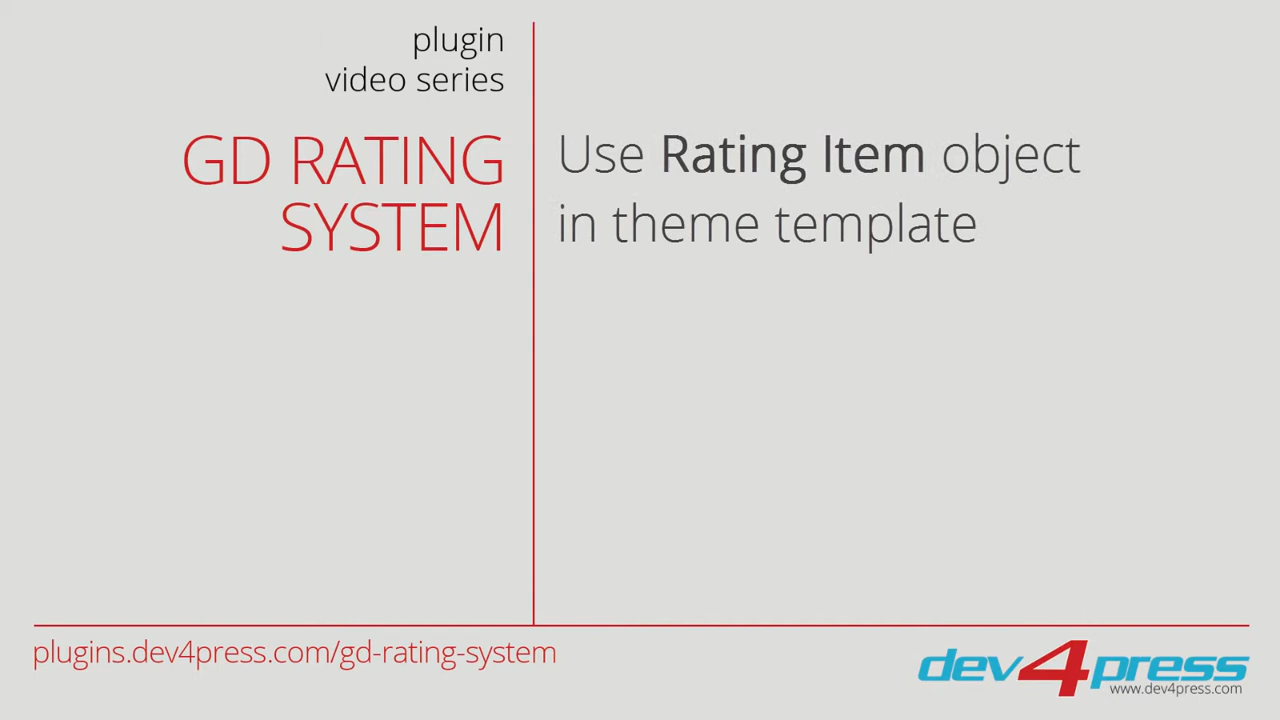 plugin
video series
GD RATING
SYSTEM
Use Rating Item object
in theme template
plugins.dev4press.com/gd-rating-system
dev4press
www.dev4press.com